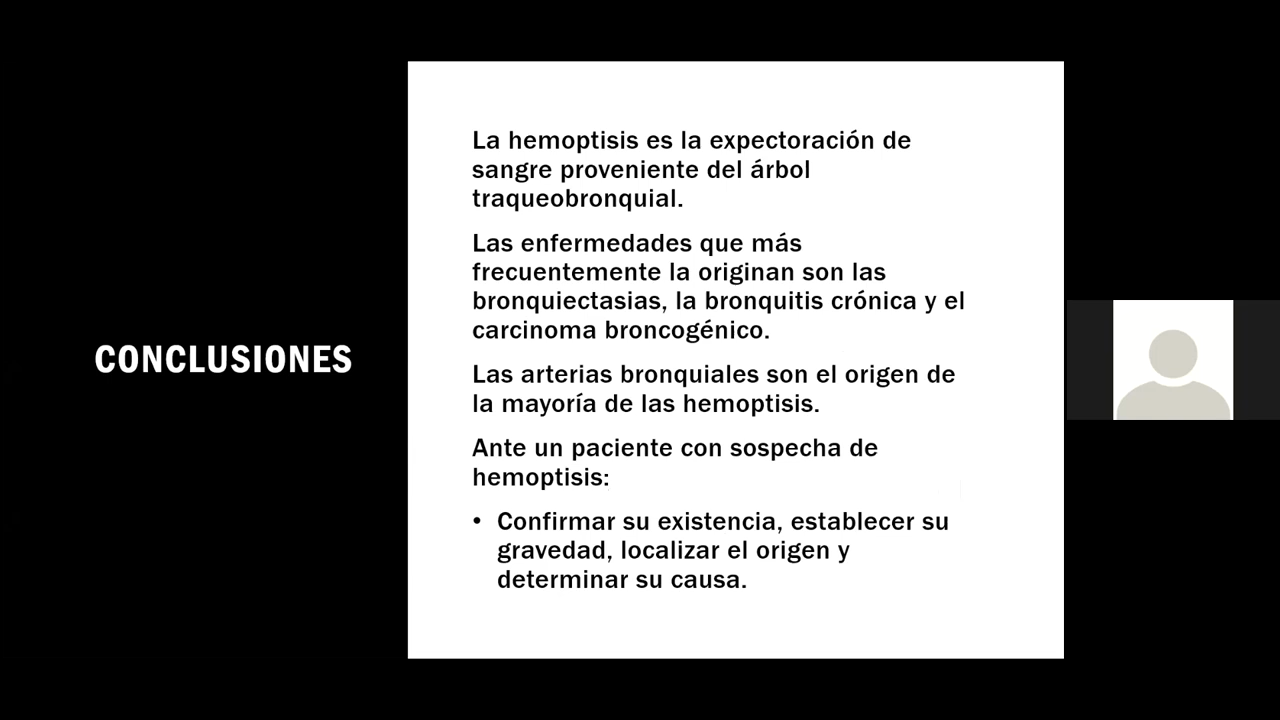 CONCLUSIONES
La hemoptisis es la expectoración de
sangre proveniente del árbol
traqueobronquial.
Las enfermedades que más
frecuentemente la originan son las
bronquiectasias, la bronquitis crónica y el
carcinoma broncogénico.
Las arterias bronquiales son el origen de
la mayoría de las hemoptisis.
Ante un paciente con sospecha de
hemoptisis:
• Confirmar su existencia, establecer su
gravedad, localizar el origen y
determinar su causa.